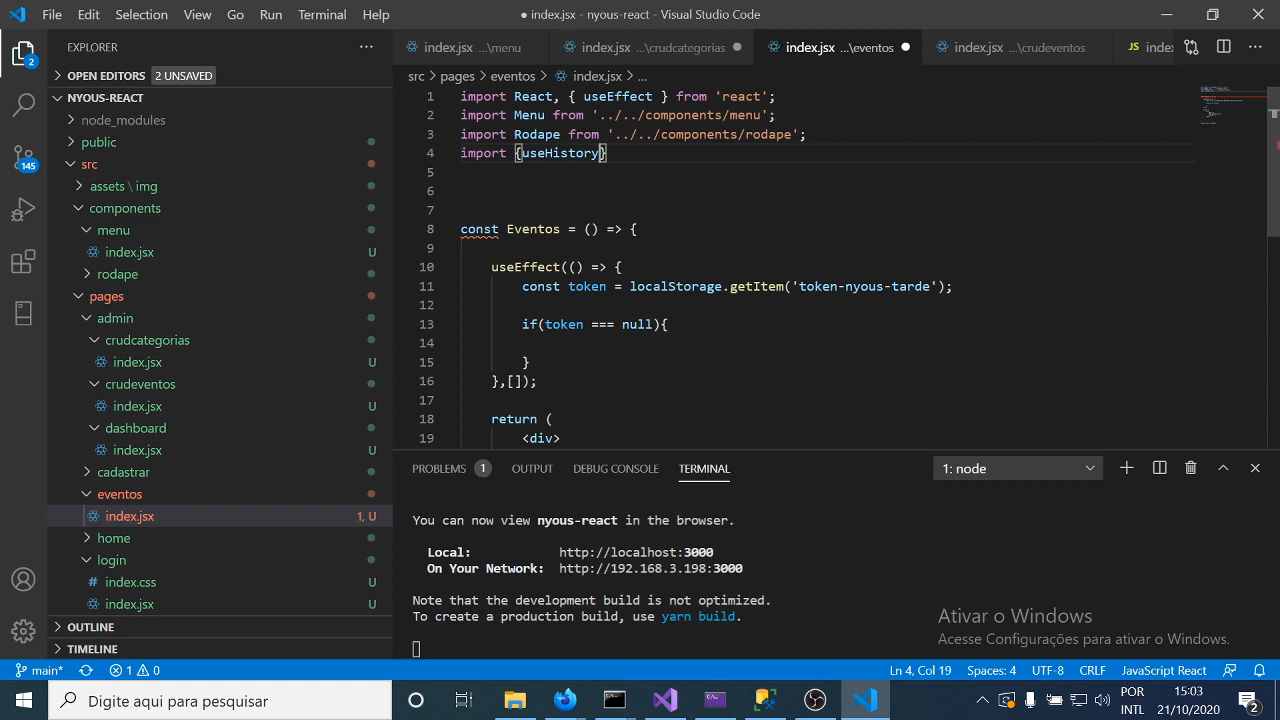 File Edit Selection View Go Run Terminal Help
● index.jsx - nyous-react - Visual Studio Code
2
145
EXPLORER
OPEN EDITORS 2 UNSAVED
NYOUS-REACT
node_modules
public
src
assets \ img
components
menu
index.jsx U
rodape
pages
admin
crudcategorias
index.jsx U
crudeventos
index.jsx U
dashboard
index.jsx U
cadastrar
eventos
index.jsx 1, U
home
login
# index.css U
index.jsx U
OUTLINE
TIMELINE
index.jsx ...\menu
index.jsx ...\crudcategorias
index.jsx ...\eventos
index.jsx ...\crudeventos
JS inde
src > pages > eventos > index.jsx > ...
1 import React, { useEffect } from 'react';
2 import Menu from '../../components/menu';
3 import Rodape from '../../components/rodape';
4 import {useHistory}
5
6
7
8 const Eventos = () => {
9
10 useEffect(() => {
11 const token = localStorage.getItem('token-nyous-tarde');
12
13 if(token === null){
14
15 }
16 },[]);
17
18 return (
19 <div>
PROBLEMS 1 OUTPUT DEBUG CONSOLE TERMINAL
1: node
You can now view nyous-react in the browser.
Local: http://localhost:3000
On Your Network: http://192.168.3.198:3000
Note that the development build is not optimized.
To create a production build, use yarn build.
Ativar o Windows
Acesse Configurações para ativar o Windows.
main* 1 0
Ln 4, Col 19 Spaces: 4 UTF-8 CRLF JavaScript React
Digite aqui para pesquisar
POR
INTL
15:03
21/10/2020
2